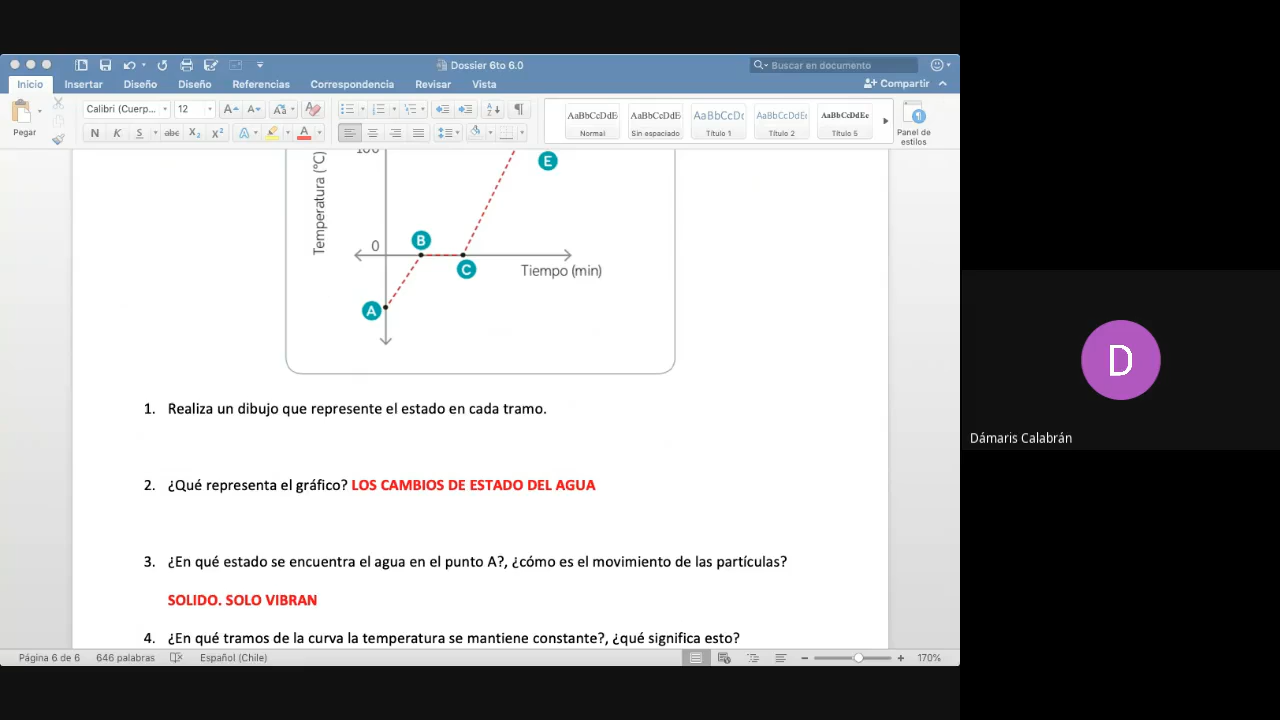 Dossier 6to 6.0
Buscar en documento
Inicio Insertar Diseño Diseño Referencias Correspondencia Revisar Vista
Compartir
Calibri (Cuerp... 12
Pegar
N K S abc X₂ X² A A
AaBbCcDdE AaBbCcDdE AaBbCcDc AaBbCcDdE AaBbCcDdEe
Normal Sin espaciado Título 1 Título 2 Título 5
Panel de
estilos
100
Temperatura (°C)
E
0
B
C
Tiempo (min)
A
1. Realiza un dibujo que represente el estado en cada tramo.
2. ¿Qué representa el gráfico? LOS CAMBIOS DE ESTADO DEL AGUA
3. ¿En qué estado se encuentra el agua en el punto A?, ¿cómo es el movimiento de las partículas?
SOLIDO. SOLO VIBRAN
4. ¿En qué tramos de la curva la temperatura se mantiene constante?, ¿qué significa esto?
Página 6 de 6 646 palabras Español (Chile) 170%
D
Dámaris Calabrán